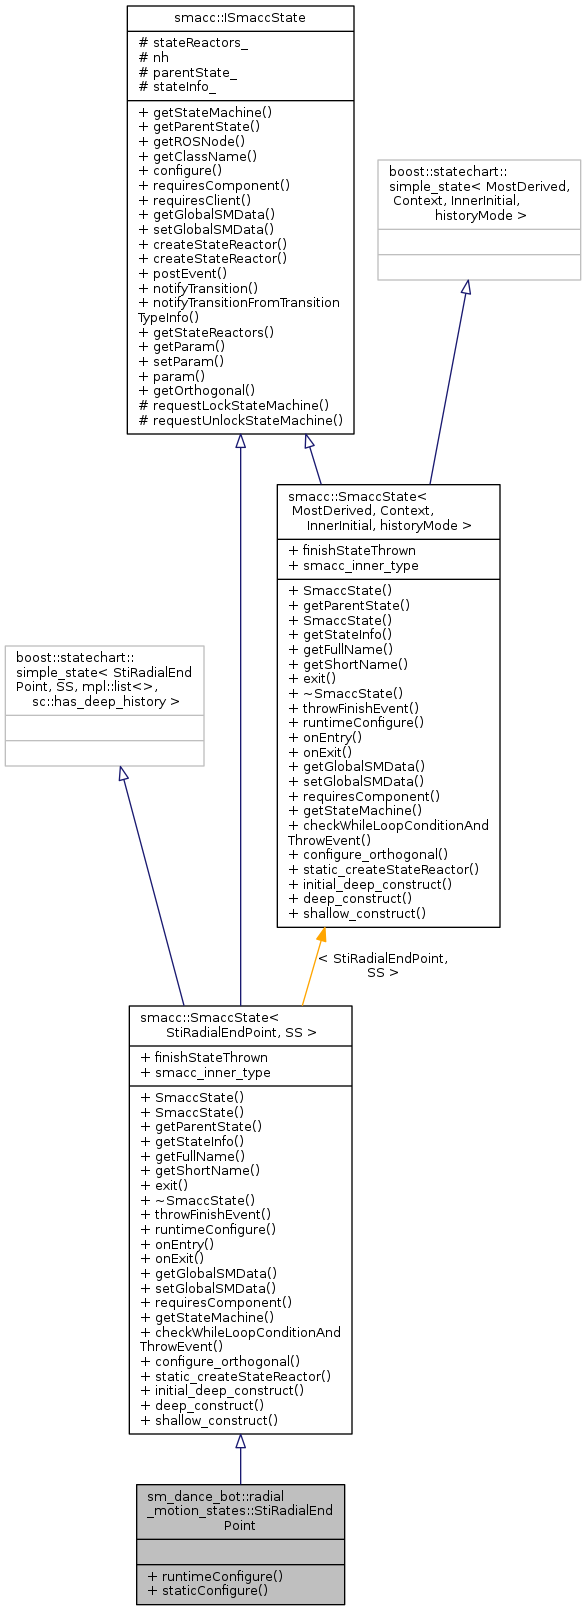 smacc::ISmaccState
# stateReactors_
# nh
# parentState_
# stateInfo_
+ getStateMachine()
+ getParentState()
+ getROSNode()
+ getClassName()
+ configure()
+ requiresComponent()
+ requiresClient()
+ getGlobalSMData()
+ setGlobalSMData()
+ createStateReactor()
+ createStateReactor()
+ postEvent()
+ notifyTransition()
+ notifyTransitionFromTransition
TypeInfo()
+ getStateReactors()
+ getParam()
+ setParam()
+ param()
+ getOrthogonal()
# requestLockStateMachine()
# requestUnlockStateMachine()
boost::statechart::
simple_state< MostDerived,
Context, InnerInitial,
historyMode >
smacc::SmaccState<
MostDerived, Context,
InnerInitial, historyMode >
+ finishStateThrown
+ smacc_inner_type
+ SmaccState()
+ getParentState()
+ SmaccState()
+ getStateInfo()
+ getFullName()
+ getShortName()
+ exit()
+ ~SmaccState()
+ throwFinishEvent()
+ runtimeConfigure()
+ onEntry()
+ onExit()
+ getGlobalSMData()
+ setGlobalSMData()
+ requiresComponent()
+ getStateMachine()
+ checkWhileLoopConditionAnd
ThrowEvent()
+ configure_orthogonal()
+ static_createStateReactor()
+ initial_deep_construct()
+ deep_construct()
+ shallow_construct()
boost::statechart::
simple_state< StiRadialEnd
Point, SS, mpl::list<>,
sc::has_deep_history >
< StiRadialEndPoint,
SS >
smacc::SmaccState<
StiRadialEndPoint, SS >
+ finishStateThrown
+ smacc_inner_type
+ SmaccState()
+ SmaccState()
+ getParentState()
+ getStateInfo()
+ getFullName()
+ getShortName()
+ exit()
+ ~SmaccState()
+ throwFinishEvent()
+ runtimeConfigure()
+ onEntry()
+ onExit()
+ getGlobalSMData()
+ setGlobalSMData()
+ requiresComponent()
+ getStateMachine()
+ checkWhileLoopConditionAnd
ThrowEvent()
+ configure_orthogonal()
+ static_createStateReactor()
+ initial_deep_construct()
+ deep_construct()
+ shallow_construct()
sm_dance_bot::radial
_motion_states::StiRadialEnd
Point
+ runtimeConfigure()
+ staticConfigure()